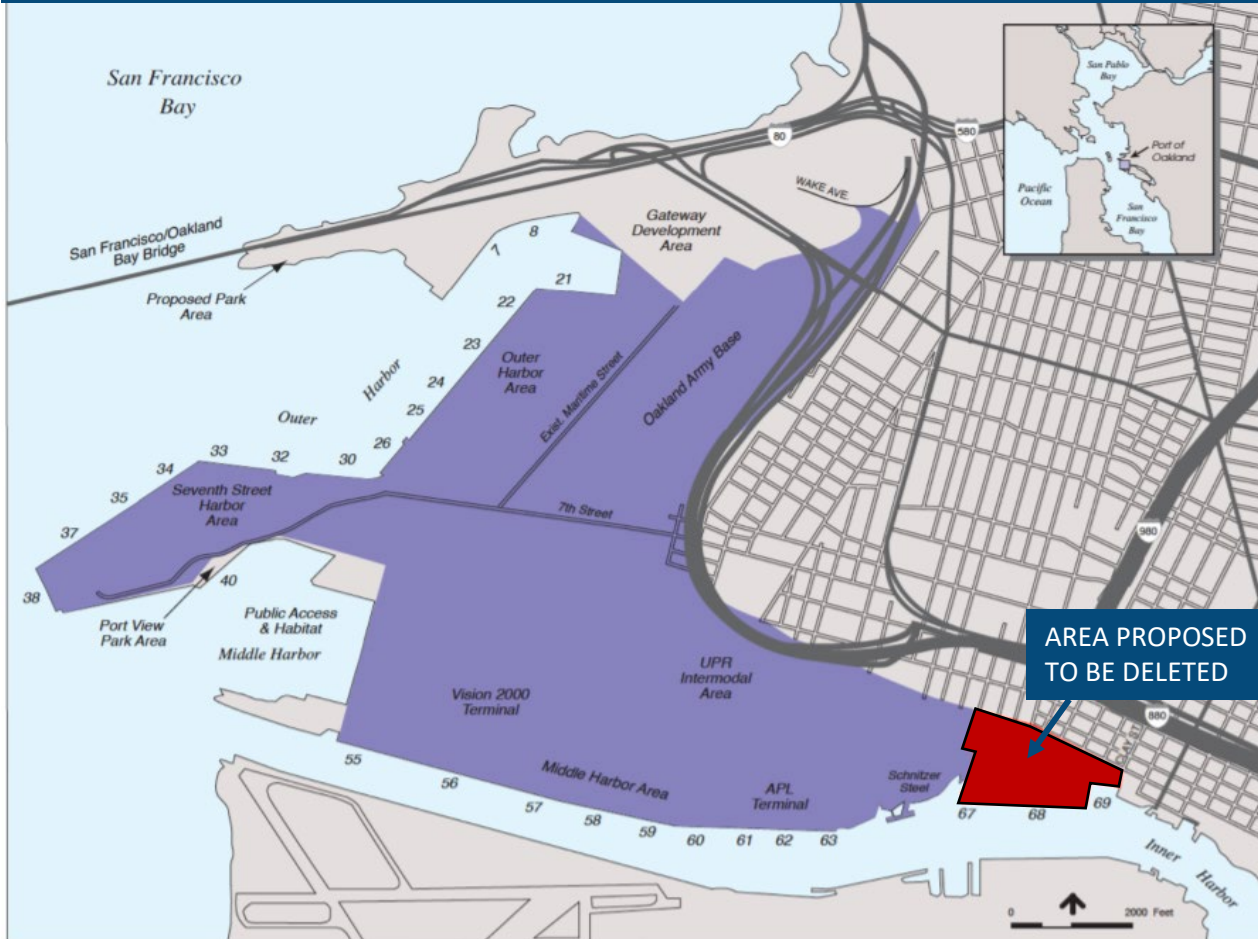 San Francisco
Bay
San Pablo
Bay
Port of
Oakland
Pacific
Ocean
San
Francisco
Bay
80
580
WAKE AVE.
Gateway
Development
Area
San Francisco/Oakland
Bay Bridge
Proposed Park
Area
7
8
21
22
23
24
25
26
Outer
Harbor
Area
Exist. Maritime Street
Oakland Army Base
Outer
Harbor
30
32
33
34
35
37
38
Seventh Street
Harbor
Area
7th Street
980
40
Port View
Park Area
Public Access
& Habitat
Middle Harbor
UPR
Intermodal
Area
Vision 2000
Terminal
AREA PROPOSED
TO BE DELETED
880
CLAY ST.
Middle Harbor Area
APL
Terminal
Schnitzer
Steel
55
56
57
58
59
60
61
62
63
67
68
69
Inner
Harbor
0
2000 Feet